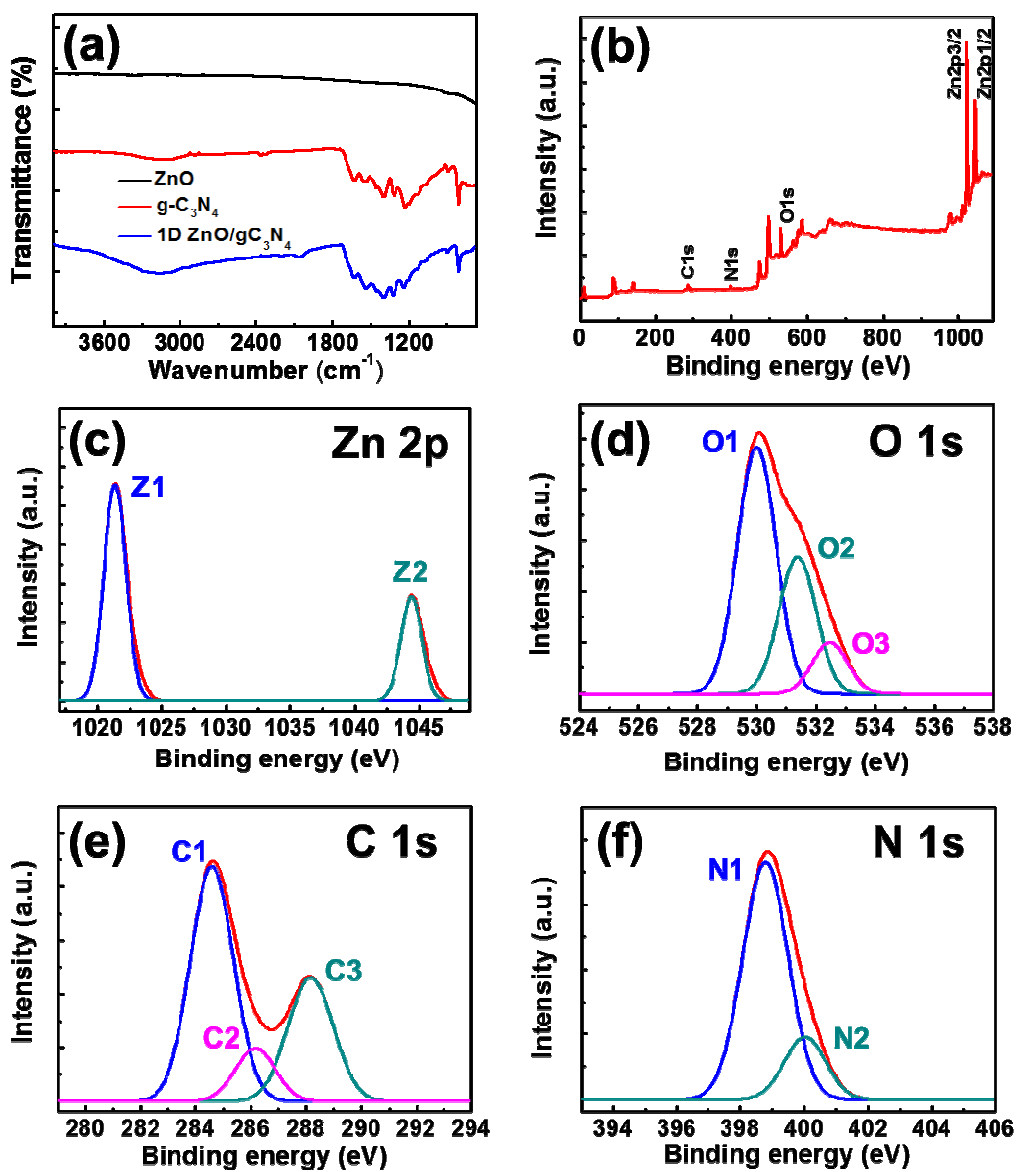 (a)
Transmittance (%)
ZnO
g-C₃N₄
1D ZnO/gC₃N₄
3600 3000 2400 1800 1200
Wavenumber (cm⁻¹)
(b)
Intensity (a.u.)
C1s
N1s
O1s
Zn2p3/2
Zn2p1/2
0 200 400 600 800 1000
Binding energy (eV)
(c)
Zn 2p
Intensity (a.u.)
Z1
Z2
1020 1025 1030 1035 1040 1045
Binding energy (eV)
(d)
O 1s
Intensity (a.u.)
O1
O2
O3
524 526 528 530 532 534 536 538
Binding energy (eV)
(e)
C 1s
Intensity (a.u.)
C1
C2
C3
280 282 284 286 288 290 292 294
Binding energy (eV)
(f)
N 1s
Intensity (a.u.)
N1
N2
394 396 398 400 402 404 406
Binding energy (eV)